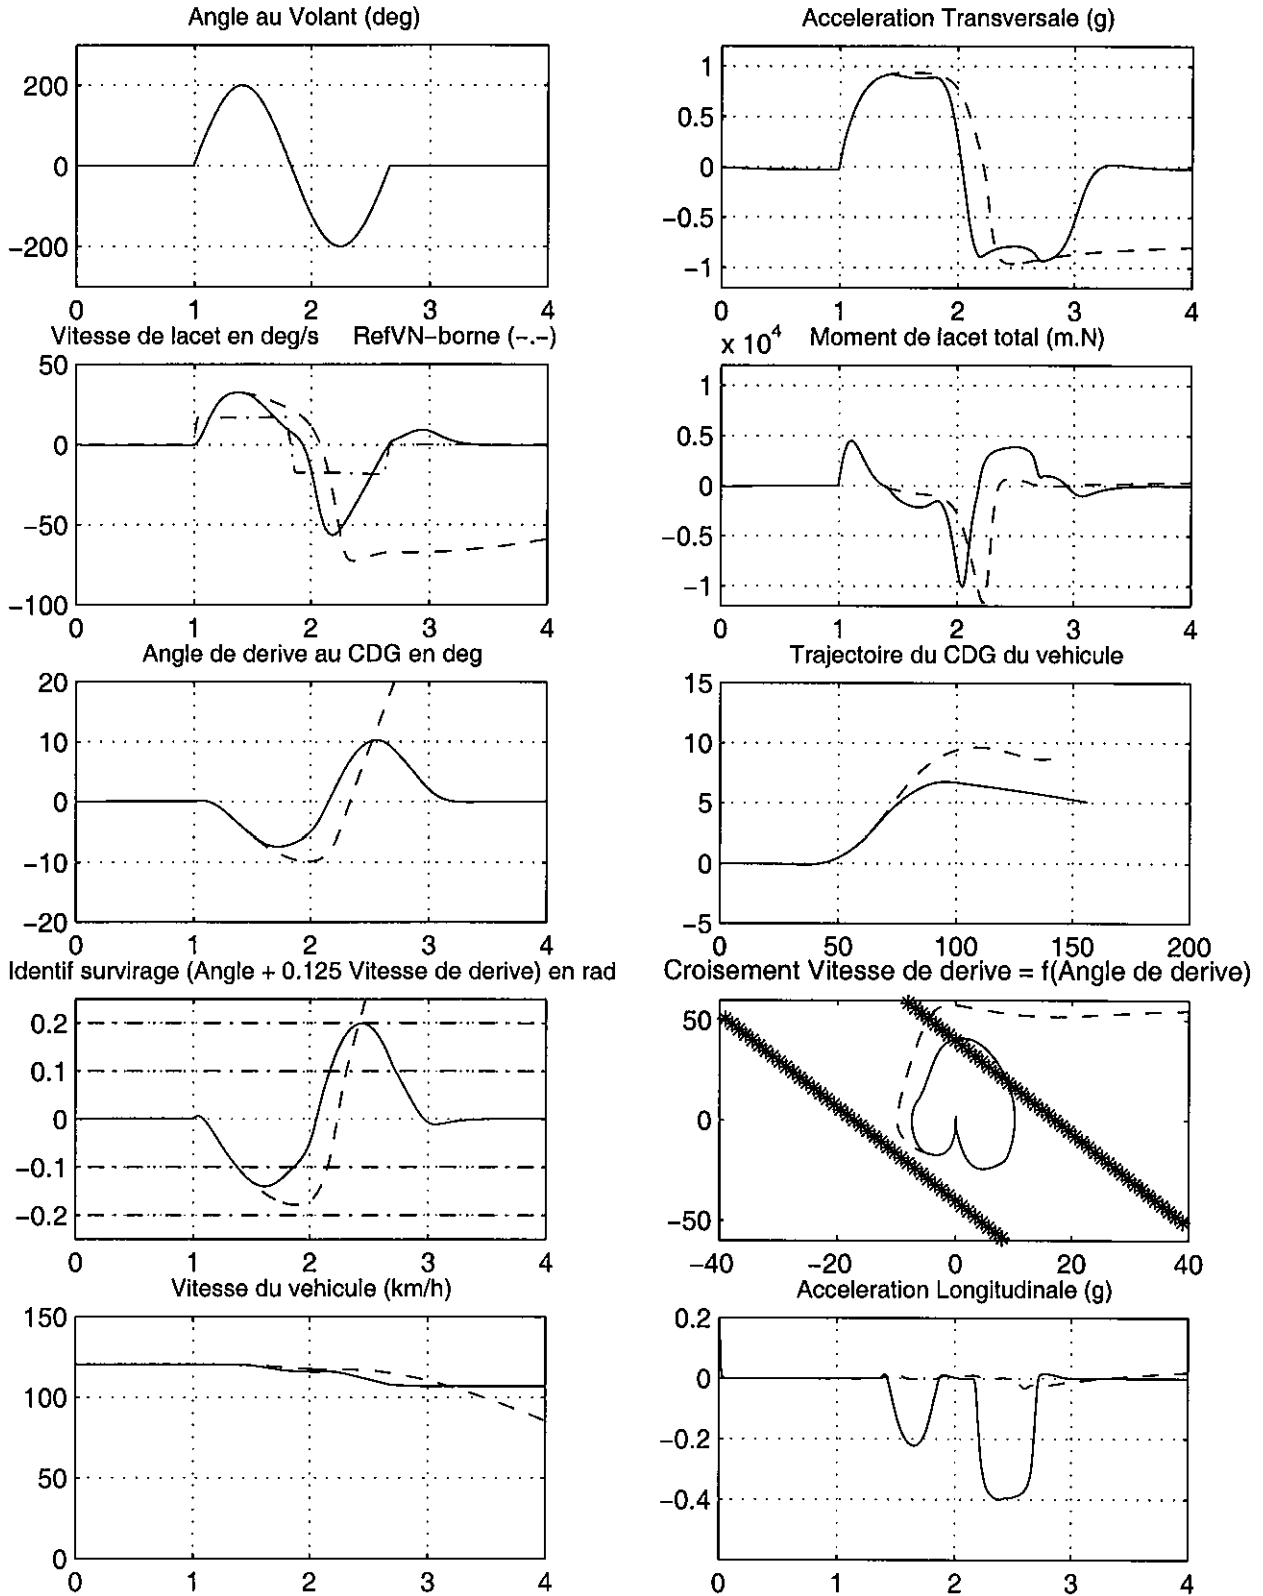 Angle au Volant (deg)
200
0
−200
0 1 2 3 4
Acceleration Transversale (g)
1
0.5
0
−0.5
−1
0 1 2 3 4
Vitesse de lacet en deg/s RefVN−borne (−.−)
50
0
−50
−100
0 1 2 3 4
x 10^4 Moment de lacet total (m.N)
1
0.5
0
−0.5
−1
0 1 2 3 4
Angle de derive au CDG en deg
20
10
0
−10
−20
0 1 2 3 4
Trajectoire du CDG du vehicule
15
10
5
0
−5
0 50 100 150 200
Identif survirage (Angle + 0.125 Vitesse de derive) en rad
0.2
0.1
0
−0.1
−0.2
0 1 2 3 4
Croisement Vitesse de derive = f(Angle de derive)
50
0
−50
−40 −20 0 20 40
Vitesse du vehicule (km/h)
150
100
50
0
0 1 2 3 4
Acceleration Longitudinale (g)
0.2
0
−0.2
−0.4
0 1 2 3 4